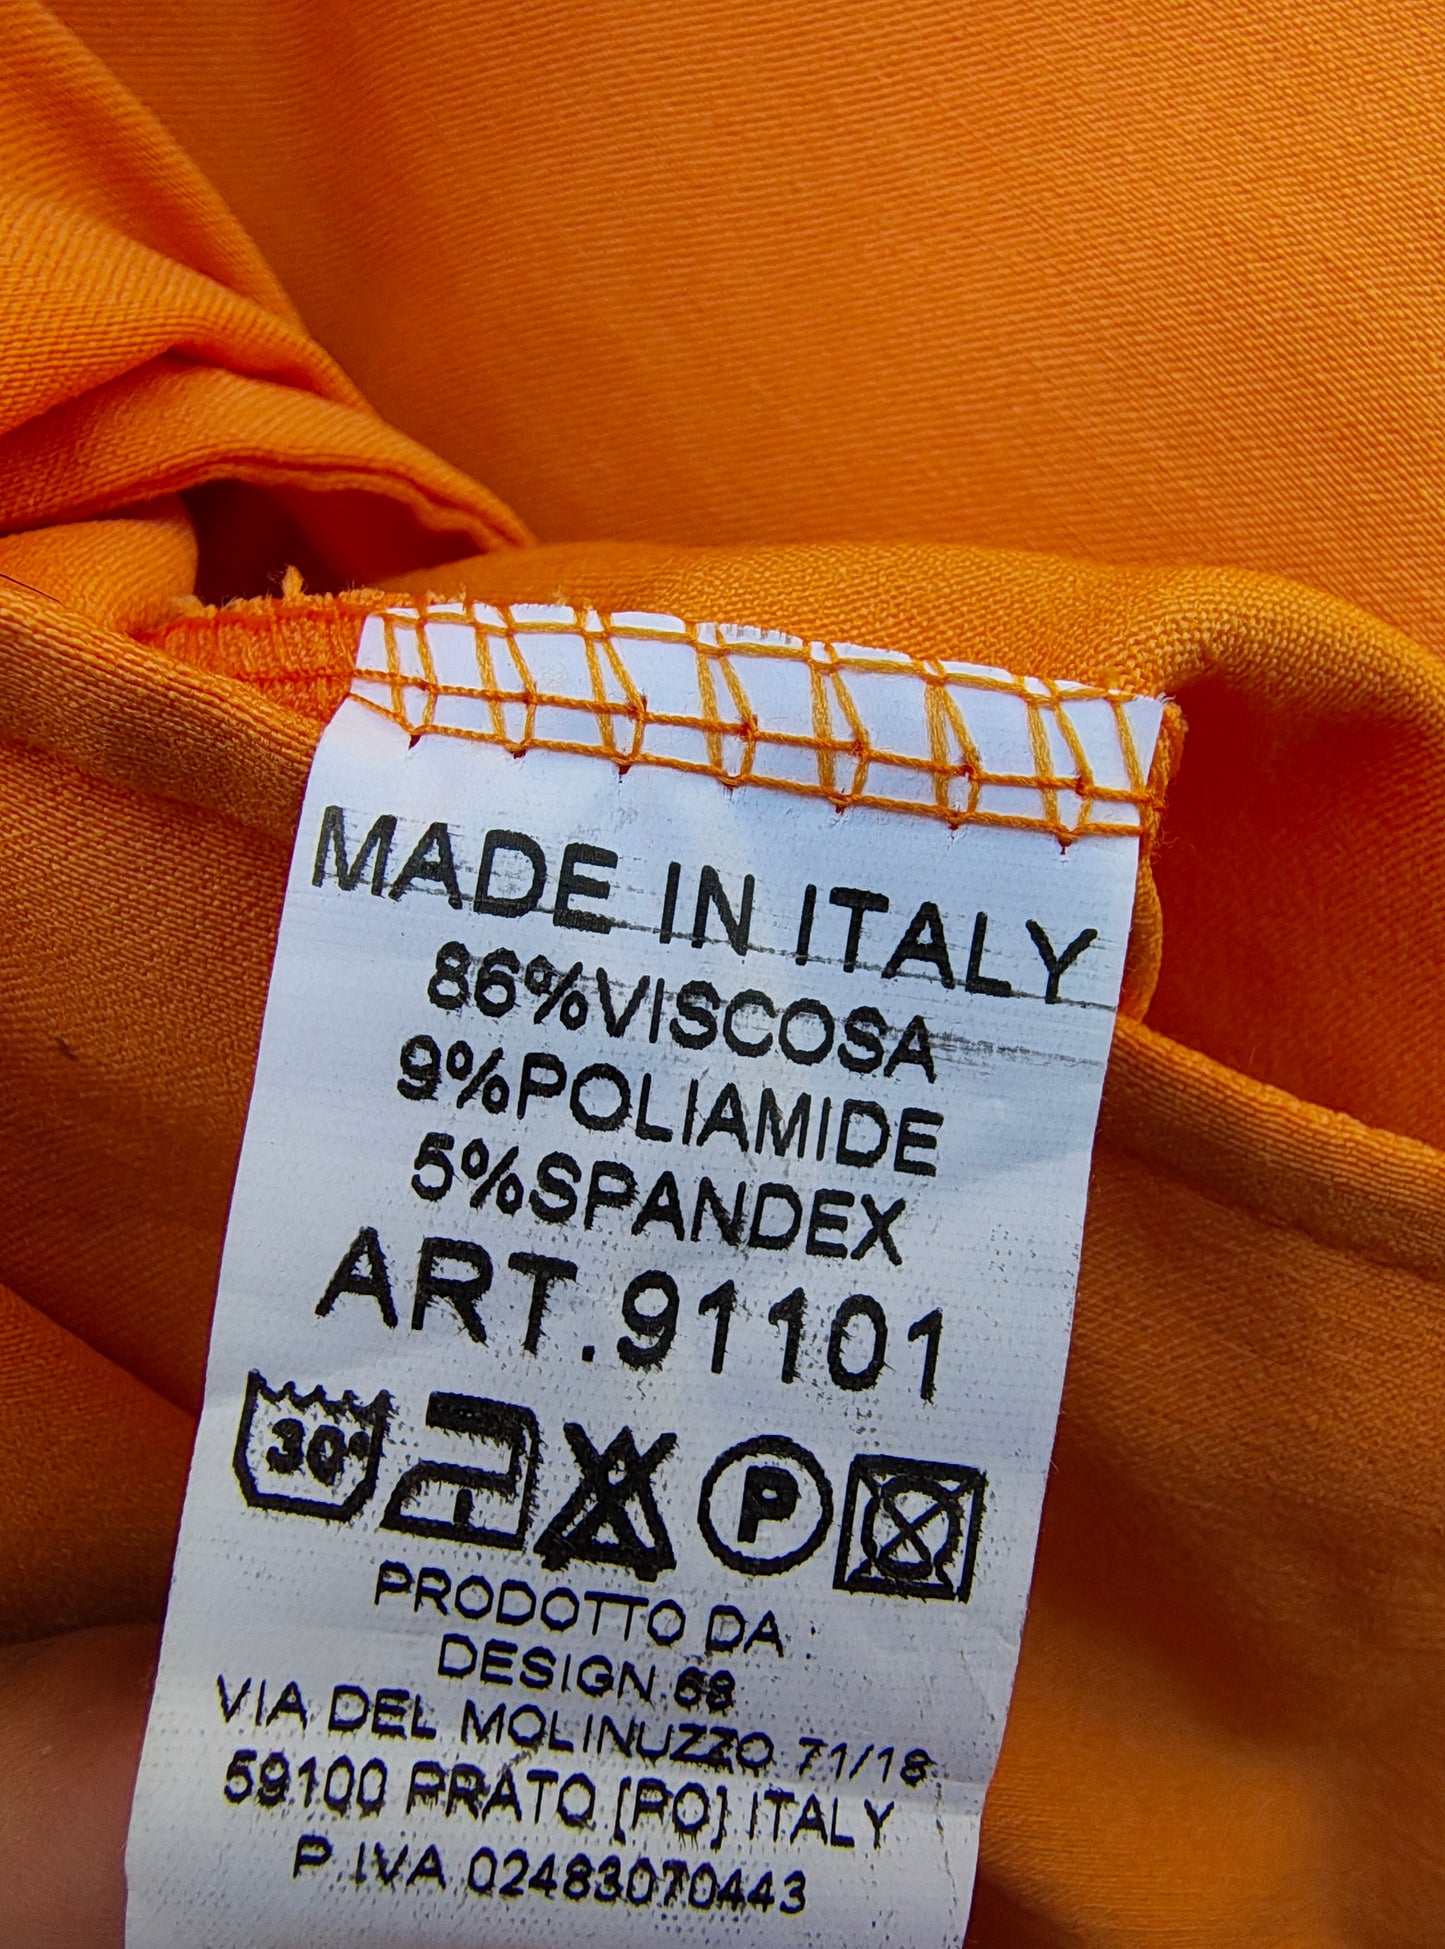 MADE IN ITALY
86%VISCOSA
9%POLIAMIDE
5%SPANDEX
ART.91101
30° P
PRODOTTO DA :
DESIGN 68
VIA DEL MOLINUZZO 71/18
59100 PRATO [PO] ITALY
P.IVA 02483070443